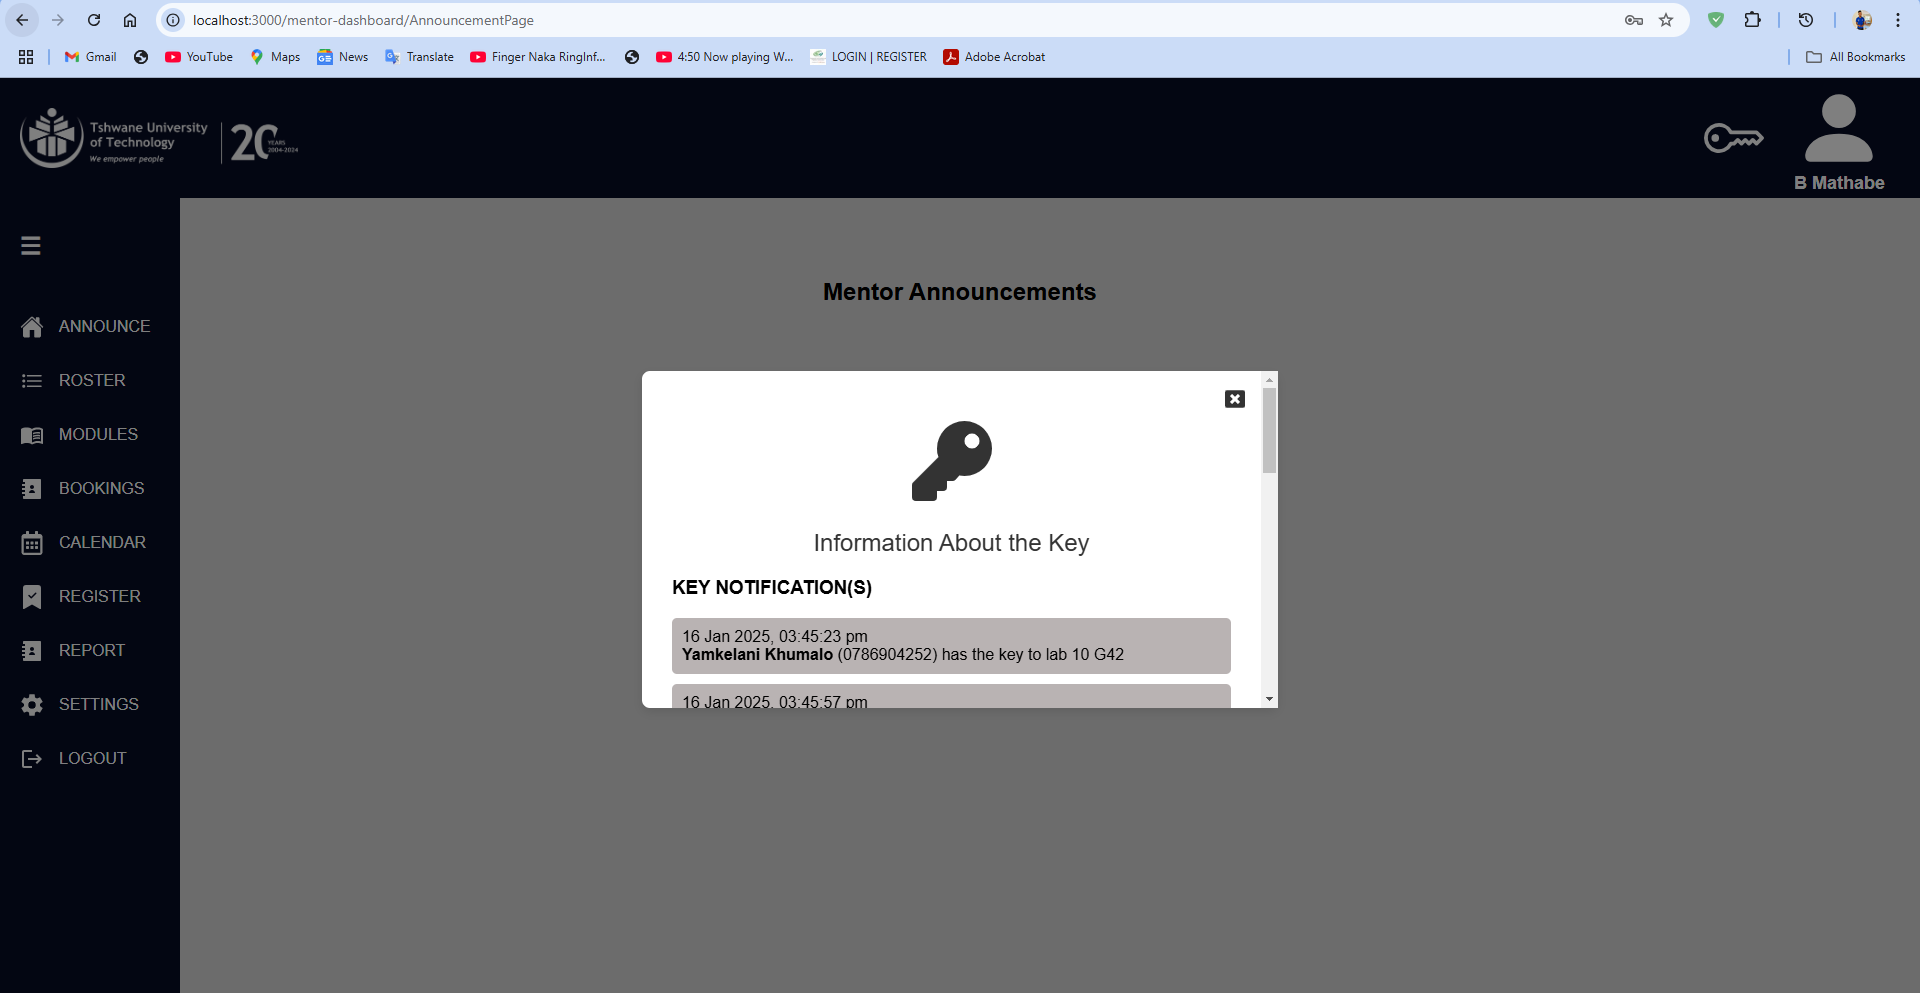 localhost:3000/mentor-dashboard/AnnouncementPage
Gmail
YouTube
Maps
News
Translate
Finger Naka RingInf...
4:50 Now playing W...
LOGIN | REGISTER
Adobe Acrobat
All Bookmarks
Tshwane University
of Technology
We empower people
20
YEARS
2004-2024
B Mathabe
ANNOUNCE
ROSTER
MODULES
BOOKINGS
CALENDAR
REGISTER
REPORT
SETTINGS
LOGOUT
Mentor Announcements
Information About the Key
KEY NOTIFICATION(S)
16 Jan 2025, 03:45:23 pm
Yamkelani Khumalo (0786904252) has the key to lab 10 G42
16 Jan 2025, 03:45:57 pm